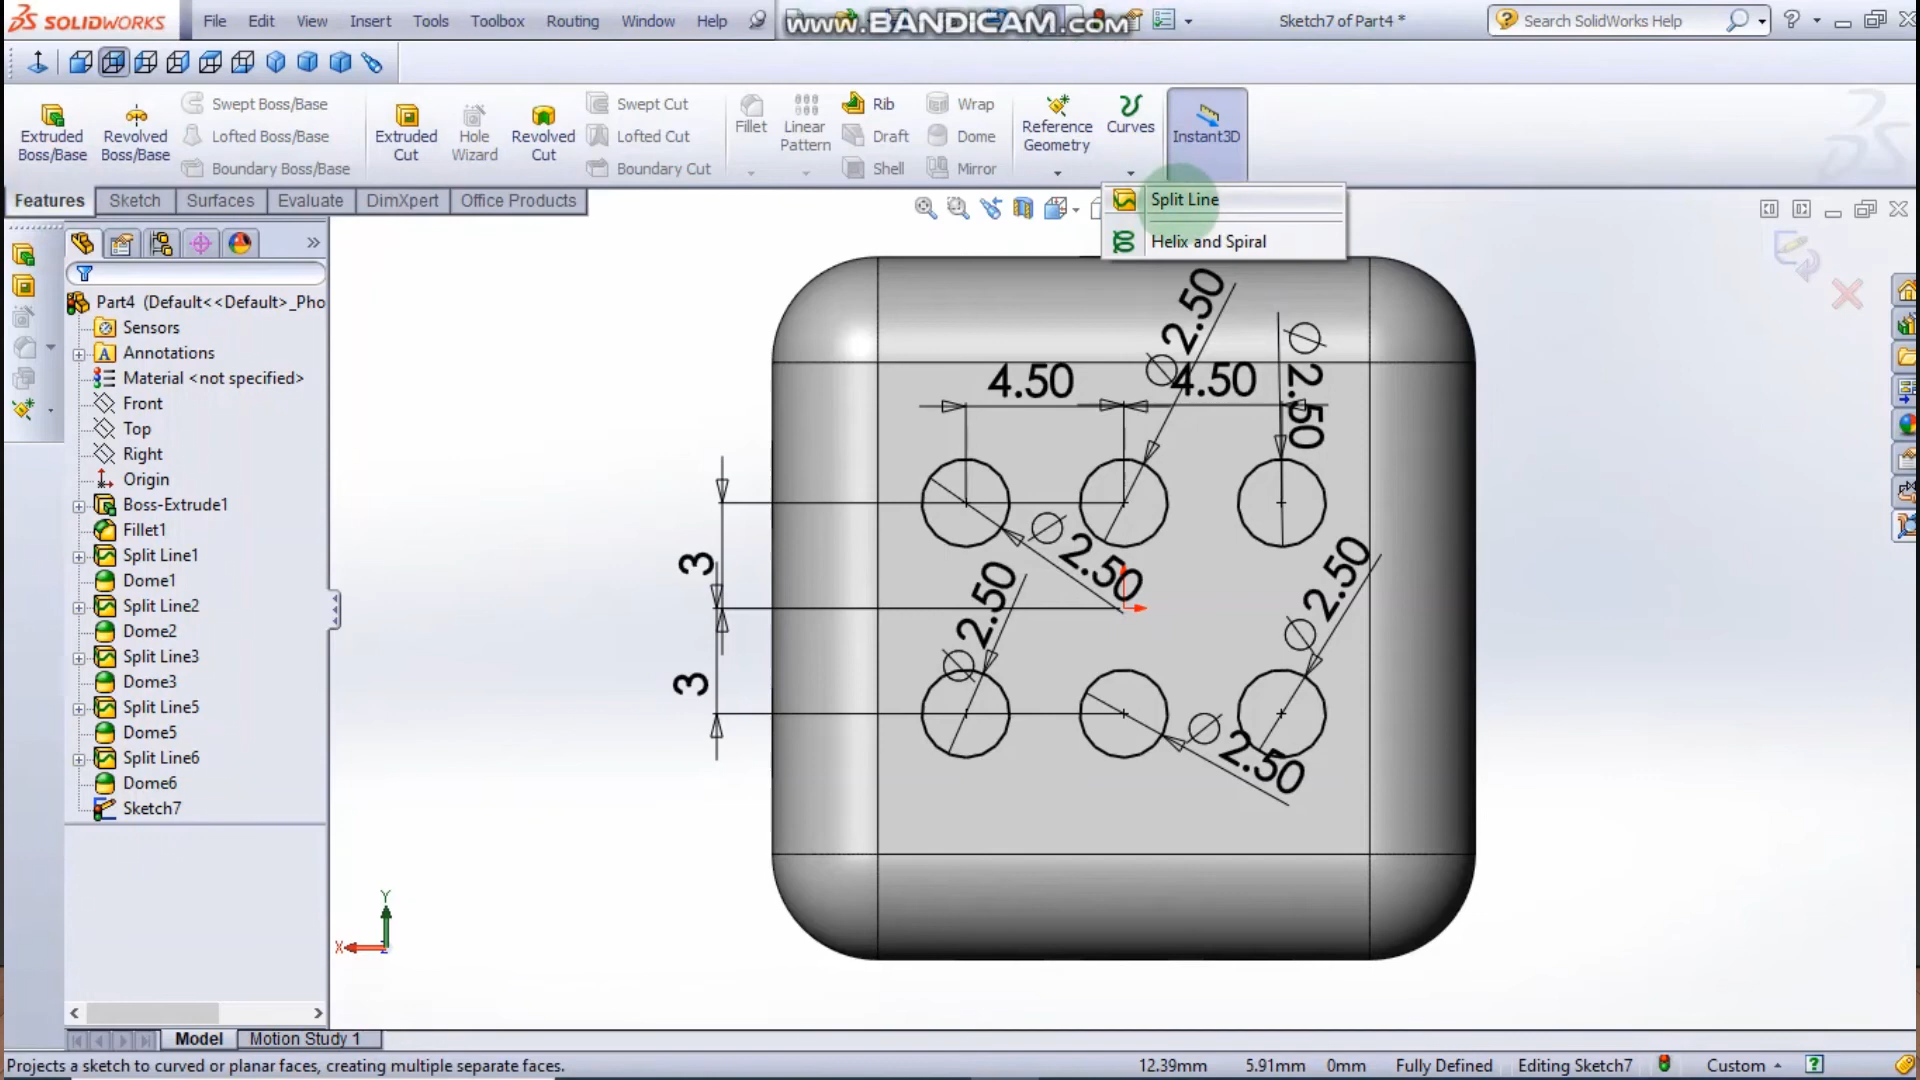 SOLIDWORKS
File Edit View Insert Tools Toolbox Routing Window Help
www.BANDICAM.com
Sketch7 of Part4 *
Search SolidWorks Help
Extruded Boss/Base
Revolved Boss/Base
Swept Boss/Base
Lofted Boss/Base
Boundary Boss/Base
Extruded Cut
Hole Wizard
Revolved Cut
Swept Cut
Lofted Cut
Boundary Cut
Fillet
Linear Pattern
Rib
Draft
Shell
Wrap
Dome
Mirror
Reference Geometry
Curves
Instant3D
Split Line
Helix and Spiral
Features Sketch Surfaces Evaluate DimXpert Office Products
Part4 (Default<<Default>_Pho
Sensors
Annotations
Material <not specified>
Front
Top
Right
Origin
Boss-Extrude1
Fillet1
Split Line1
Dome1
Split Line2
Dome2
Split Line3
Dome3
Split Line5
Dome5
Split Line6
Dome6
Sketch7
∅ 2.50
4.50
4.50
∅ 2.50
∅ 2.50
3
∅ 2.50
∅ 2.50
3
∅ 2.50
Y
X
Z
Model Motion Study 1
Projects a sketch to curved or planar faces, creating multiple separate faces.
12.39mm 5.91mm 0mm Fully Defined Editing Sketch7 Custom